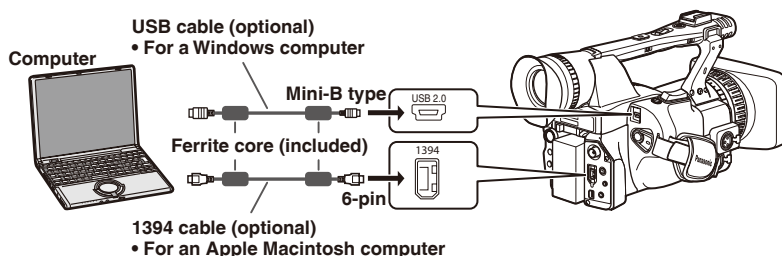 USB cable (optional)
• For a Windows computer
Computer
Mini-B type
USB 2.0
Ferrite core (included)
1394
6-pin
Panasonic
1394 cable (optional)
• For an Apple Macintosh computer